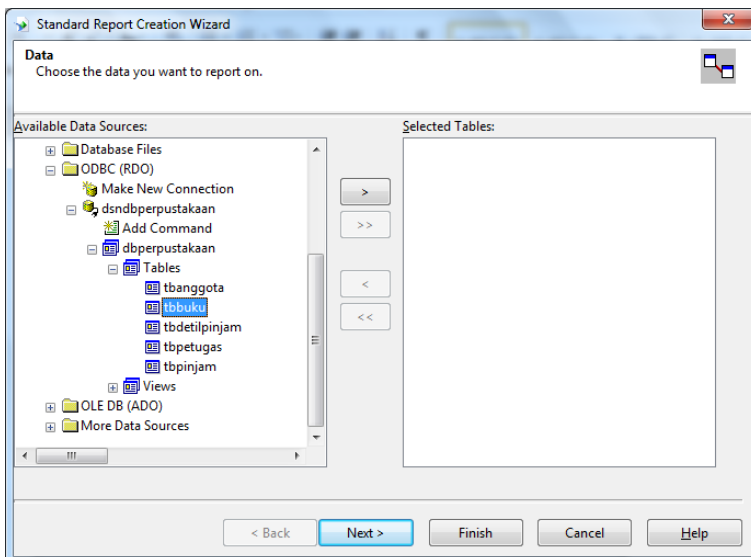 Standard Report Creation Wizard
Data
Choose the data you want to report on.
Available Data Sources:
Selected Tables:
Database Files
ODBC (RDO)
Make New Connection
dsndbperpustakaan
Add Command
dbperpustakaan
Tables
tbanggota
tbbuku
tbdetilpinjam
tbpetugas
tbpinjam
Views
OLE DB (ADO)
More Data Sources
>
>>
<
<<
< Back
Next >
Finish
Cancel
Help